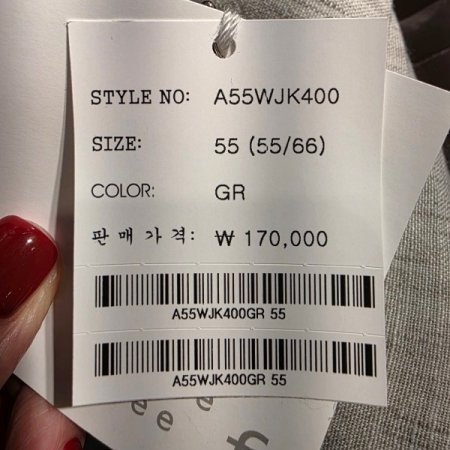 STYLE NO: A55WJK400
SIZE: 55 (55/66)
COLOR: GR
판매가격: ₩ 170,000
A55WJK400GR 55
A55WJK400GR 55